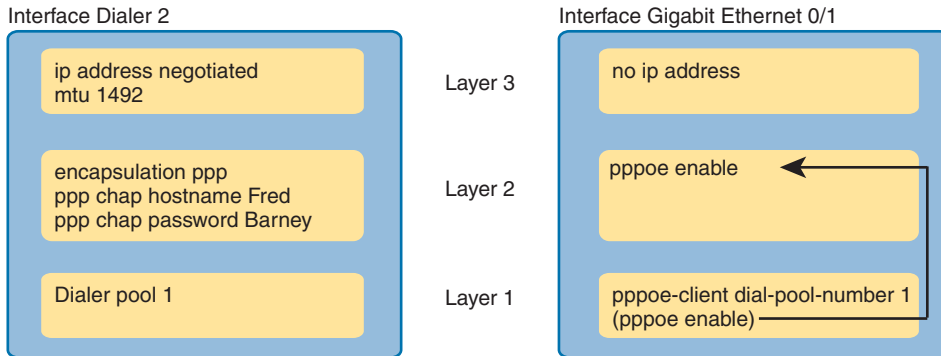 Interface Dialer 2
ip address negotiated
mtu 1492
encapsulation ppp
ppp chap hostname Fred
ppp chap password Barney
Dialer pool 1
Layer 3
Layer 2
Layer 1
Interface Gigabit Ethernet 0/1
no ip address
pppoe enable
pppoe-client dial-pool-number 1
(pppoe enable)